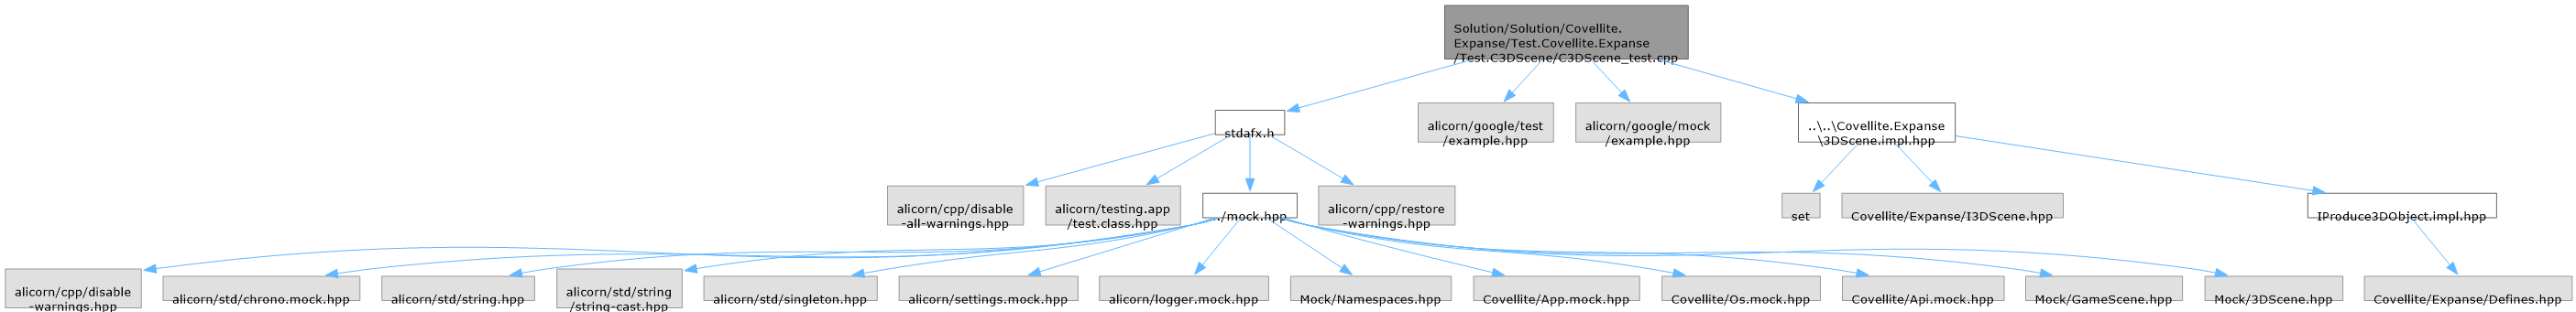 Solution/Solution/Covellite.
Expanse/Test.Covellite.Expanse
/Test.C3DScene/C3DScene_test.cpp
stdafx.h
alicorn/google/test
/example.hpp
alicorn/google/mock
/example.hpp
..\..\Covellite.Expanse
\3DScene.impl.hpp
alicorn/cpp/disable
-all-warnings.hpp
alicorn/testing.app
/test.class.hpp
../mock.hpp
alicorn/cpp/restore
-warnings.hpp
set
Covellite/Expanse/I3DScene.hpp
IProduce3DObject.impl.hpp
alicorn/cpp/disable
-warnings.hpp
alicorn/std/chrono.mock.hpp
alicorn/std/string.hpp
alicorn/std/string
/string-cast.hpp
alicorn/std/singleton.hpp
alicorn/settings.mock.hpp
alicorn/logger.mock.hpp
Mock/Namespaces.hpp
Covellite/App.mock.hpp
Covellite/Os.mock.hpp
Covellite/Api.mock.hpp
Mock/GameScene.hpp
Mock/3DScene.hpp
Covellite/Expanse/Defines.hpp